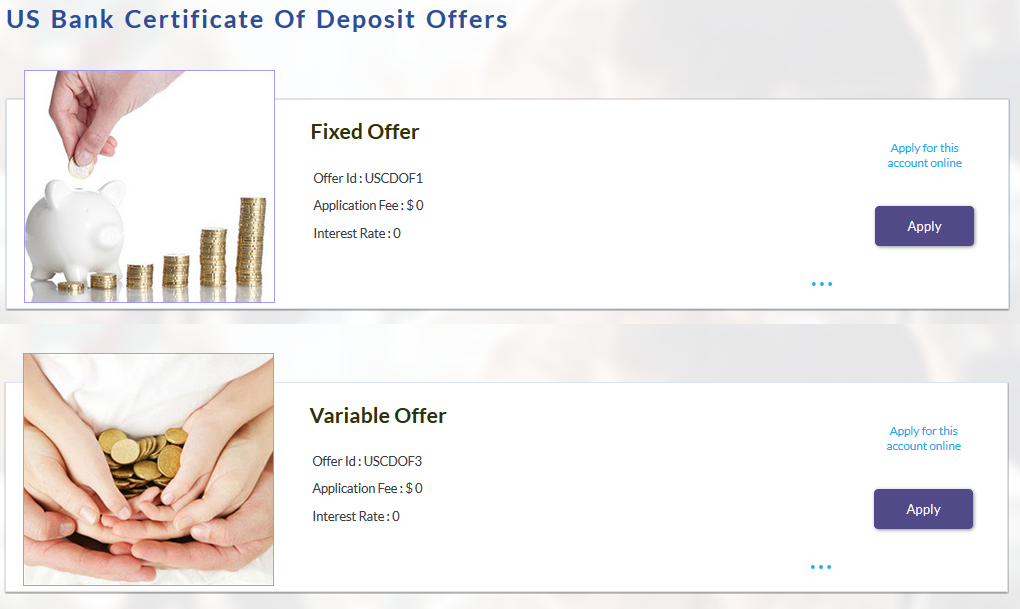 US Bank Certificate Of Deposit Offers
Fixed Offer
Offer Id : USCDOF1
Application Fee : $ 0
Interest Rate : 0
Apply for this
account online
Apply
Variable Offer
Offer Id : USCDOF3
Application Fee : $ 0
Interest Rate : 0
Apply for this
account online
Apply